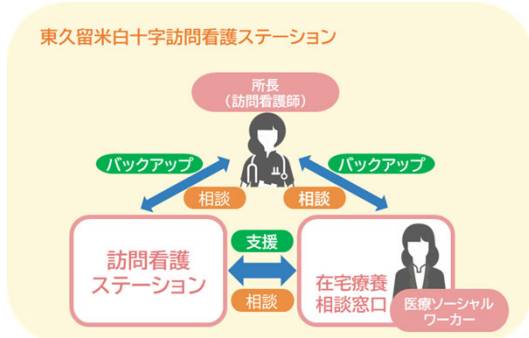 東久留米白十字訪問看護ステーション
所長
（訪問看護師）
バックアップ
バックアップ
相談
相談
訪問看護
ステーション
支援
相談
在宅療養
相談窓口
医療ソーシャル
ワーカー